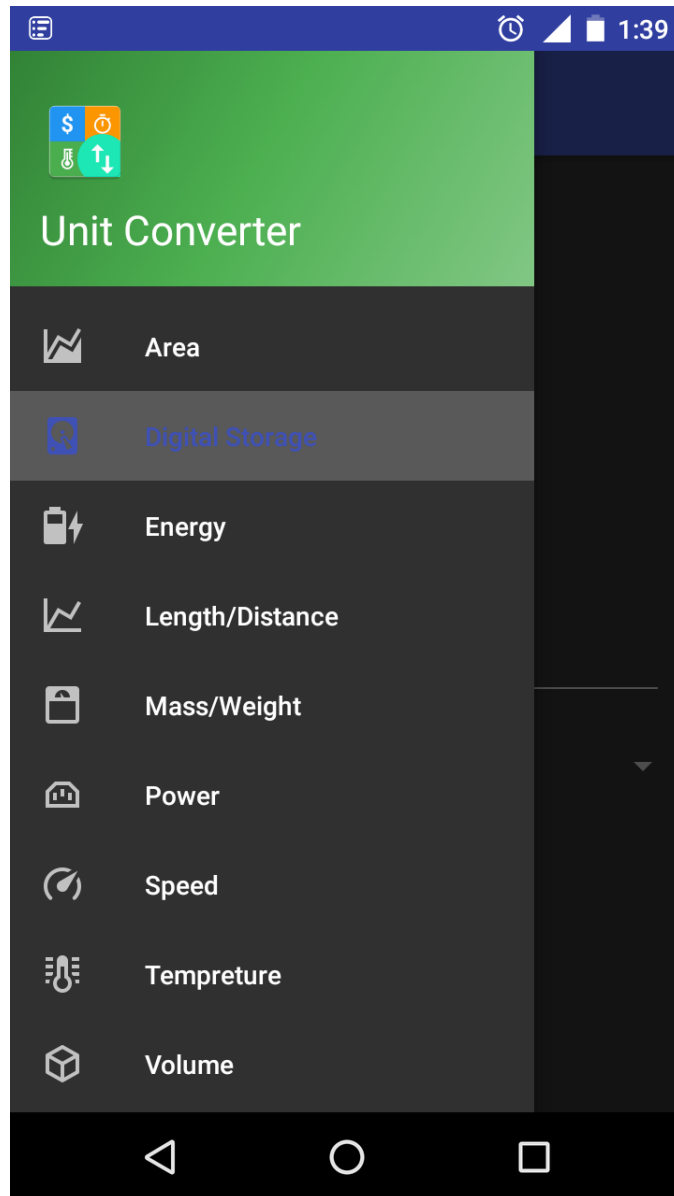 1:39
$
Unit Converter
Area
Digital Storage
Energy
Length/Distance
Mass/Weight
Power
Speed
Tempreture
Volume